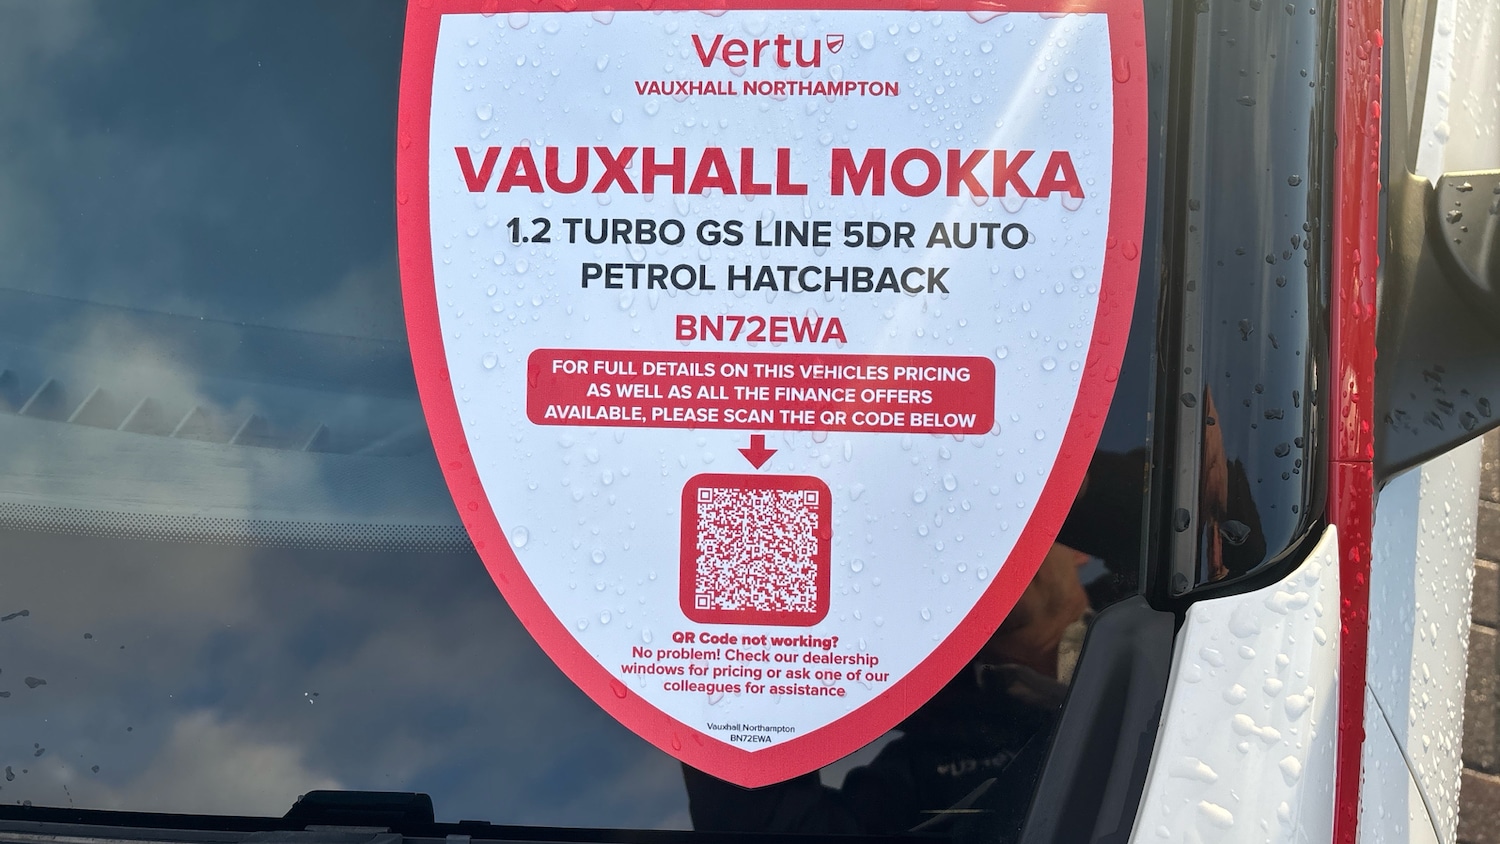 Vertu
VAUXHALL NORTHAMPTON
VAUXHALL MOKKA
1.2 TURBO GS LINE 5DR AUTO
PETROL HATCHBACK
BN72EWA
FOR FULL DETAILS ON THIS VEHICLES PRICING
AS WELL AS ALL THE FINANCE OFFERS
AVAILABLE, PLEASE SCAN THE QR CODE BELOW
QR Code not working?
No problem! Check our dealership
windows for pricing or ask one of our
colleagues for assistance
Vauxhall Northampton
BN72EWA